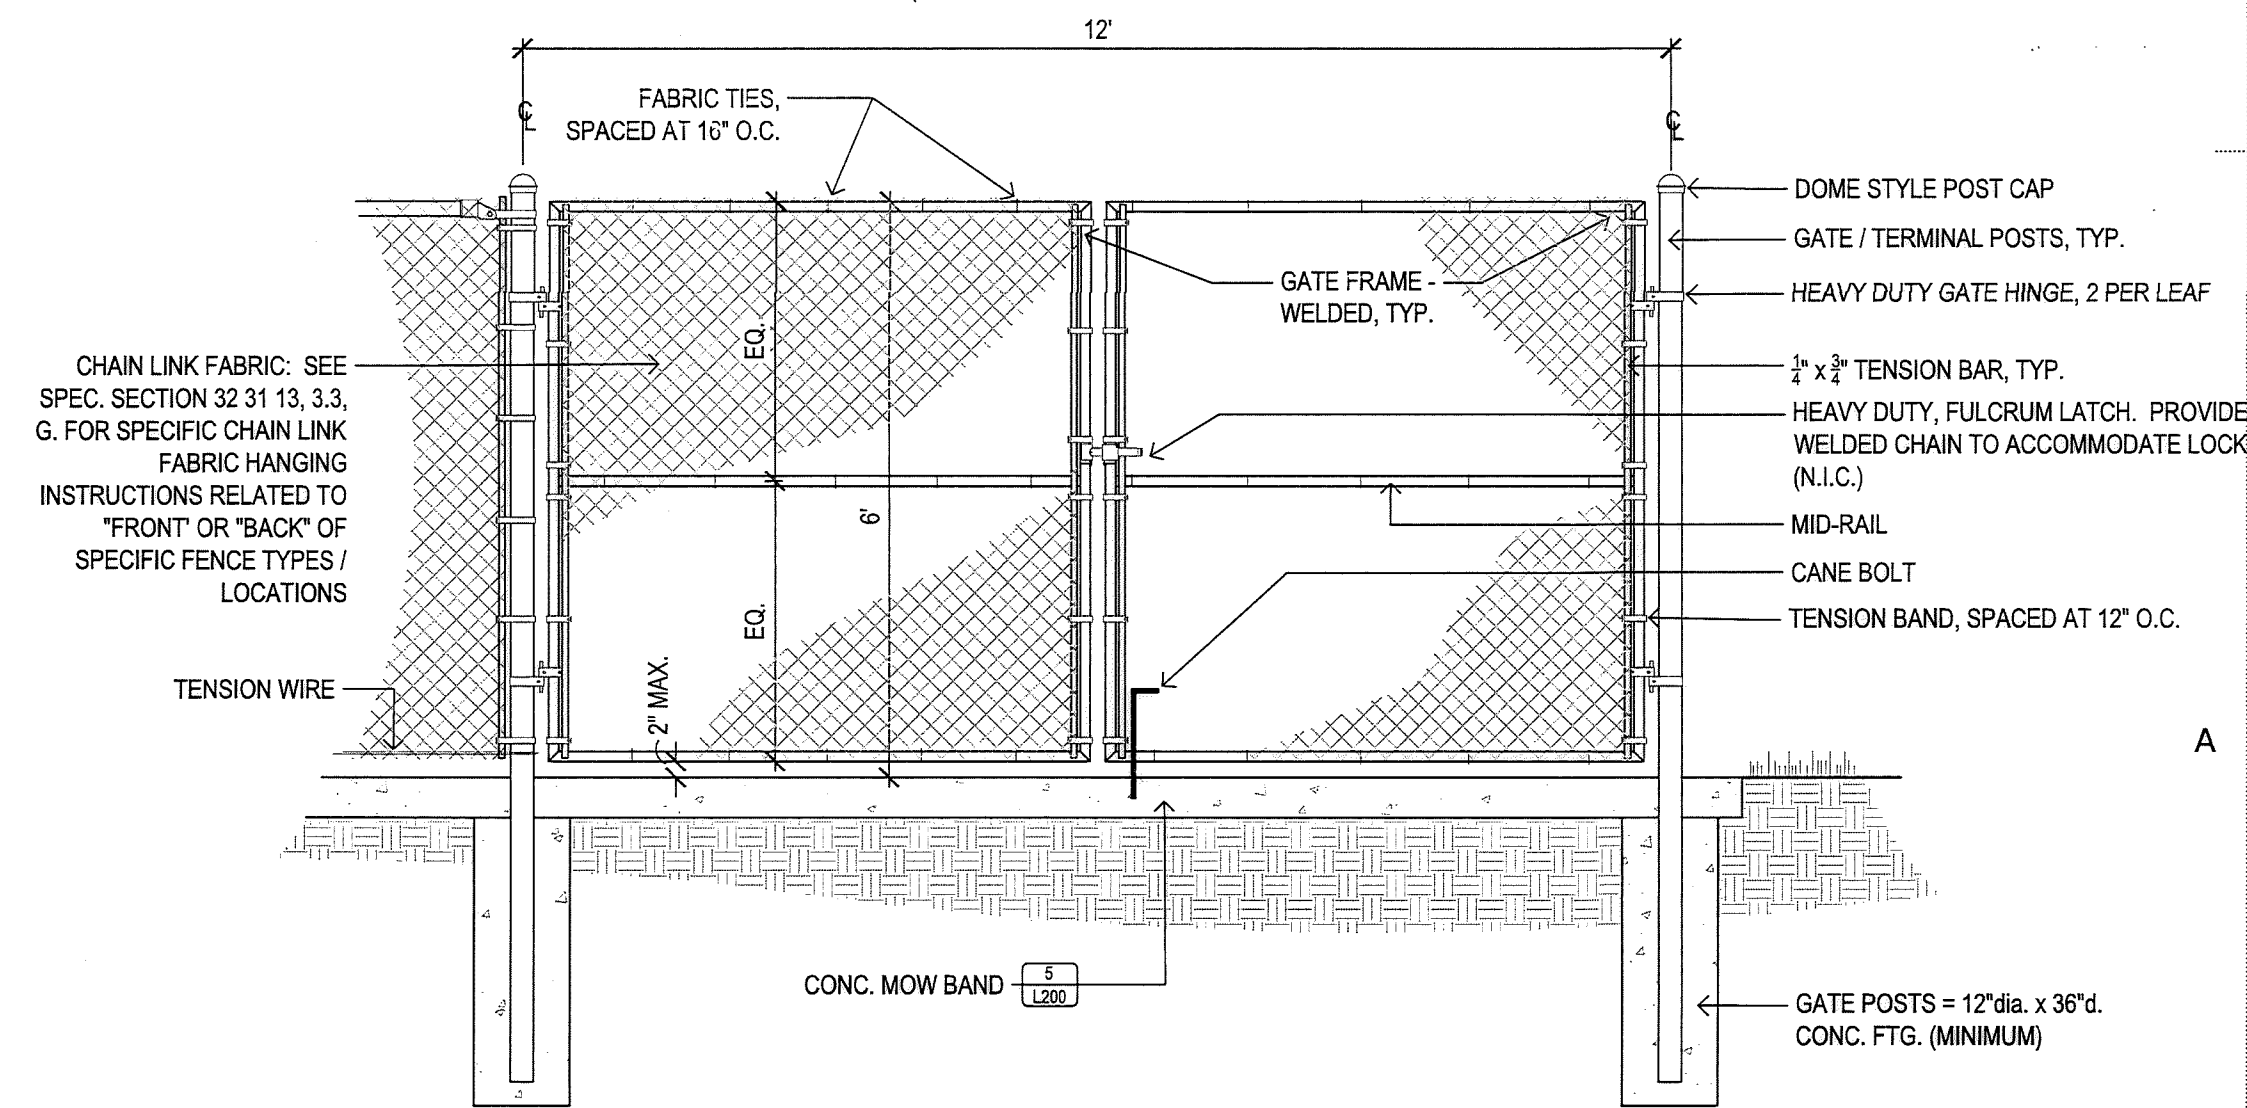 12'
C
L
C
L
FABRIC TIES,
SPACED AT 16" O.C.
DOME STYLE POST CAP
GATE / TERMINAL POSTS, TYP.
GATE FRAME -
WELDED, TYP.
HEAVY DUTY GATE HINGE, 2 PER LEAF
EQ.
CHAIN LINK FABRIC: SEE
SPEC. SECTION 32 31 13, 3.3,
G. FOR SPECIFIC CHAIN LINK
FABRIC HANGING
INSTRUCTIONS RELATED TO
"FRONT' OR "BACK" OF
SPECIFIC FENCE TYPES /
LOCATIONS
1/4" x 3/4" TENSION BAR, TYP.
HEAVY DUTY, FULCRUM LATCH. PROVIDE
WELDED CHAIN TO ACCOMMODATE LOCK
(N.I.C.)
6'
MID-RAIL
CANE BOLT
EQ.
TENSION BAND, SPACED AT 12" O.C.
TENSION WIRE
2" MAX.
A
CONC. MOW BAND
5
L200
GATE POSTS = 12"dia. x 36"d.
CONC. FTG. (MINIMUM)